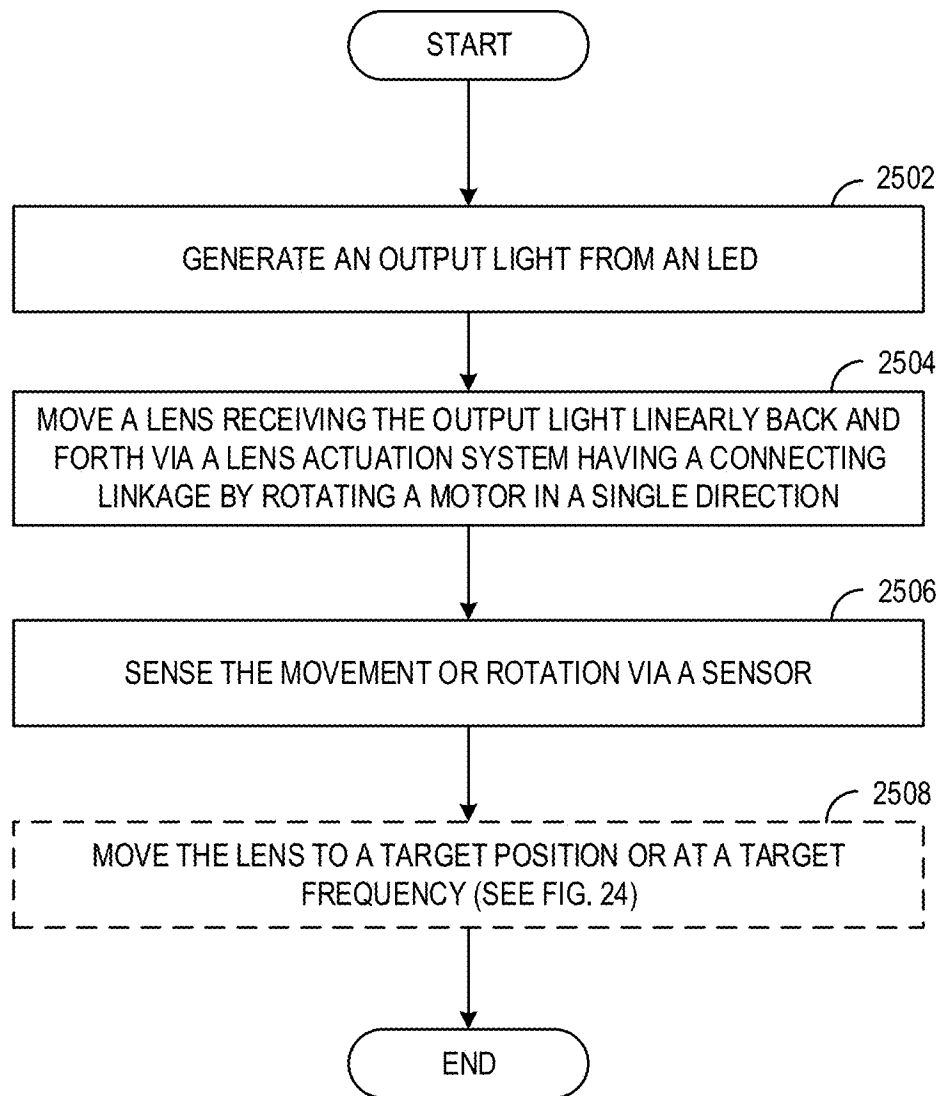 START
2502
GENERATE AN OUTPUT LIGHT FROM AN LED
2504
MOVE A LENS RECEIVING THE OUTPUT LIGHT LINEARLY BACK AND
FORTH VIA A LENS ACTUATION SYSTEM HAVING A CONNECTING
LINKAGE BY ROTATING A MOTOR IN A SINGLE DIRECTION
2506
SENSE THE MOVEMENT OR ROTATION VIA A SENSOR
2508
MOVE THE LENS TO A TARGET POSITION OR AT A TARGET
FREQUENCY (SEE FIG. 24)
END